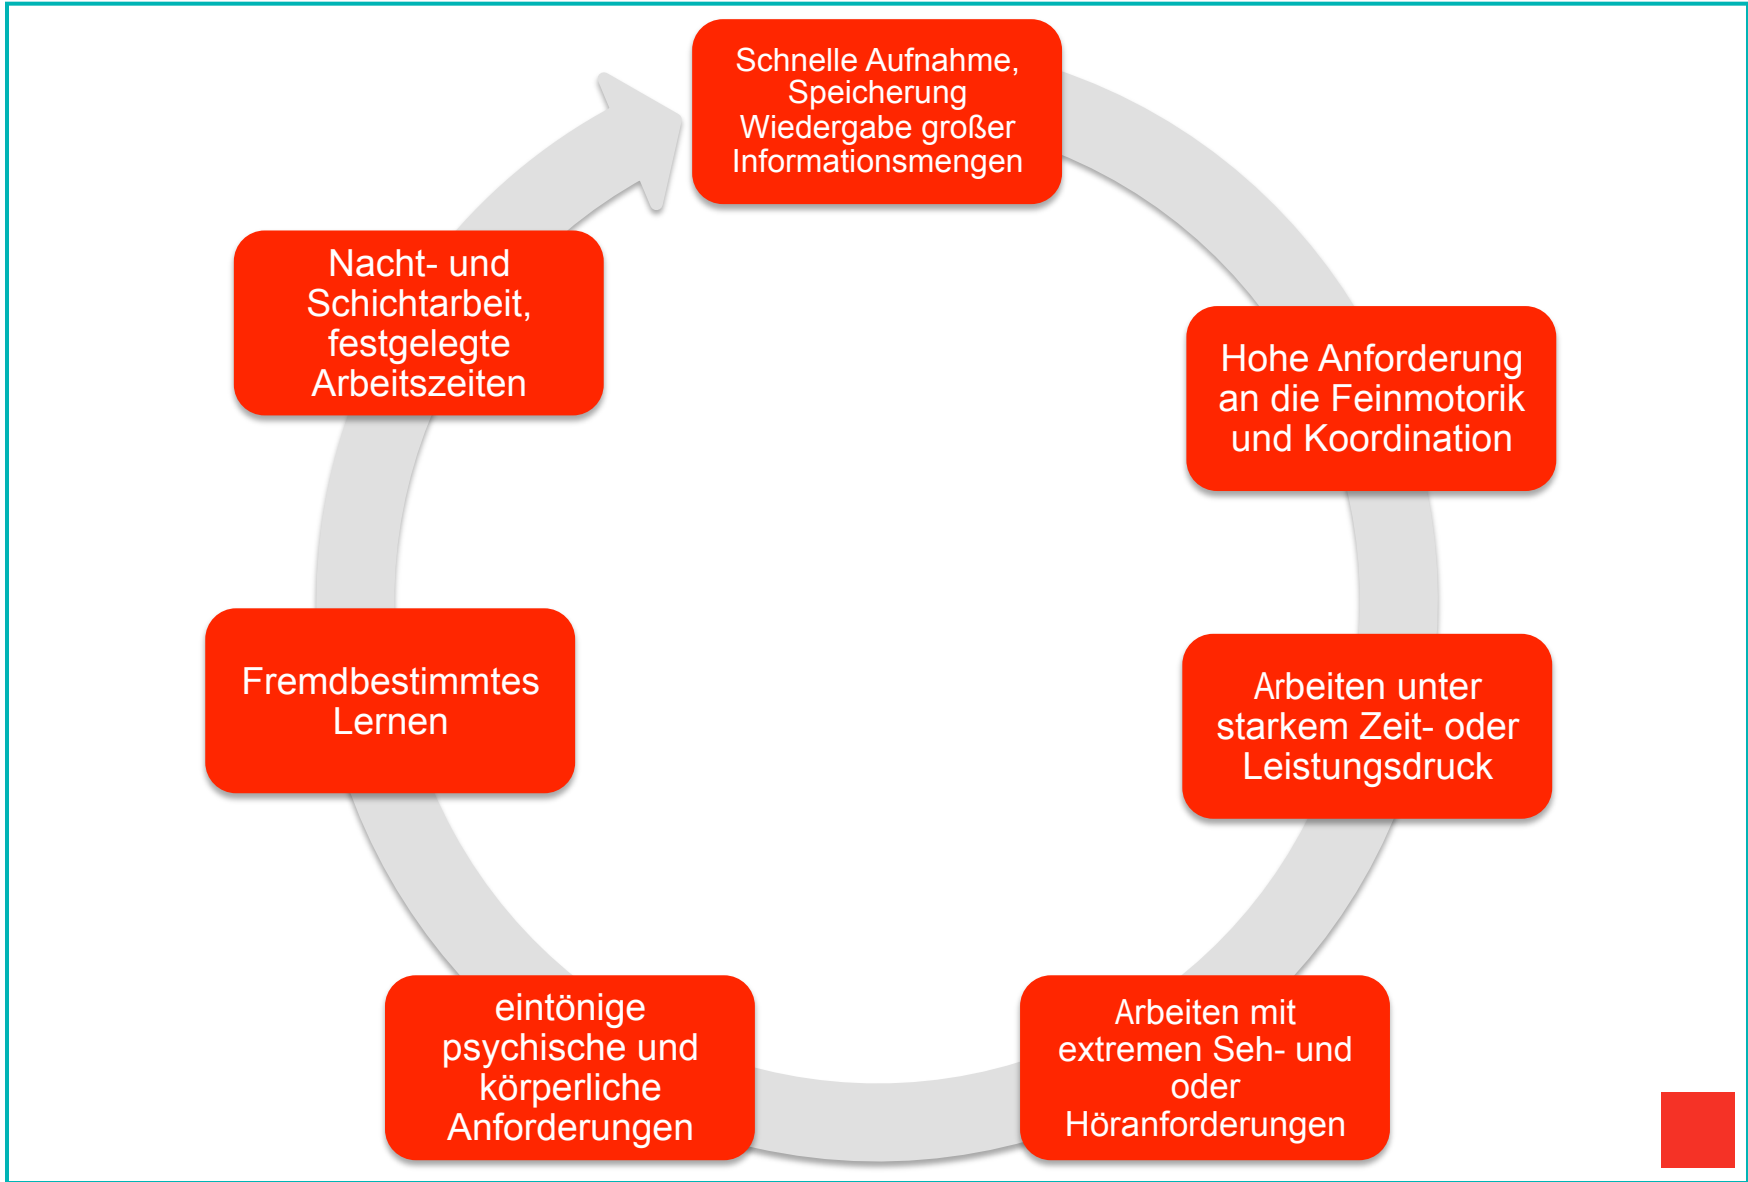 Schnelle Aufnahme,
Speicherung
Wiedergabe großer
Informationsmengen
Hohe Anforderung
an die Feinmotorik
und Koordination
Arbeiten unter
starkem Zeit- oder
Leistungsdruck
Arbeiten mit
extremen Seh- und
oder
Höranforderungen
eintönige
psychische und
körperliche
Anforderungen
Fremdbestimmtes
Lernen
Nacht- und
Schichtarbeit,
festgelegte
Arbeitszeiten